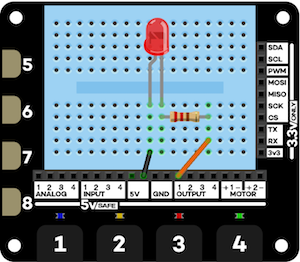 SDA
SCL
PWM
MOSI
MISO
SCK
CS
TX
RX
3v3
3.3V ONLY
5
6
7
8
1 2 3 4 1 2 3 4 1 2 3 4 +1- +2-
ANALOG INPUT 5V GND OUTPUT MOTOR
5V SAFE
1 2 3 4